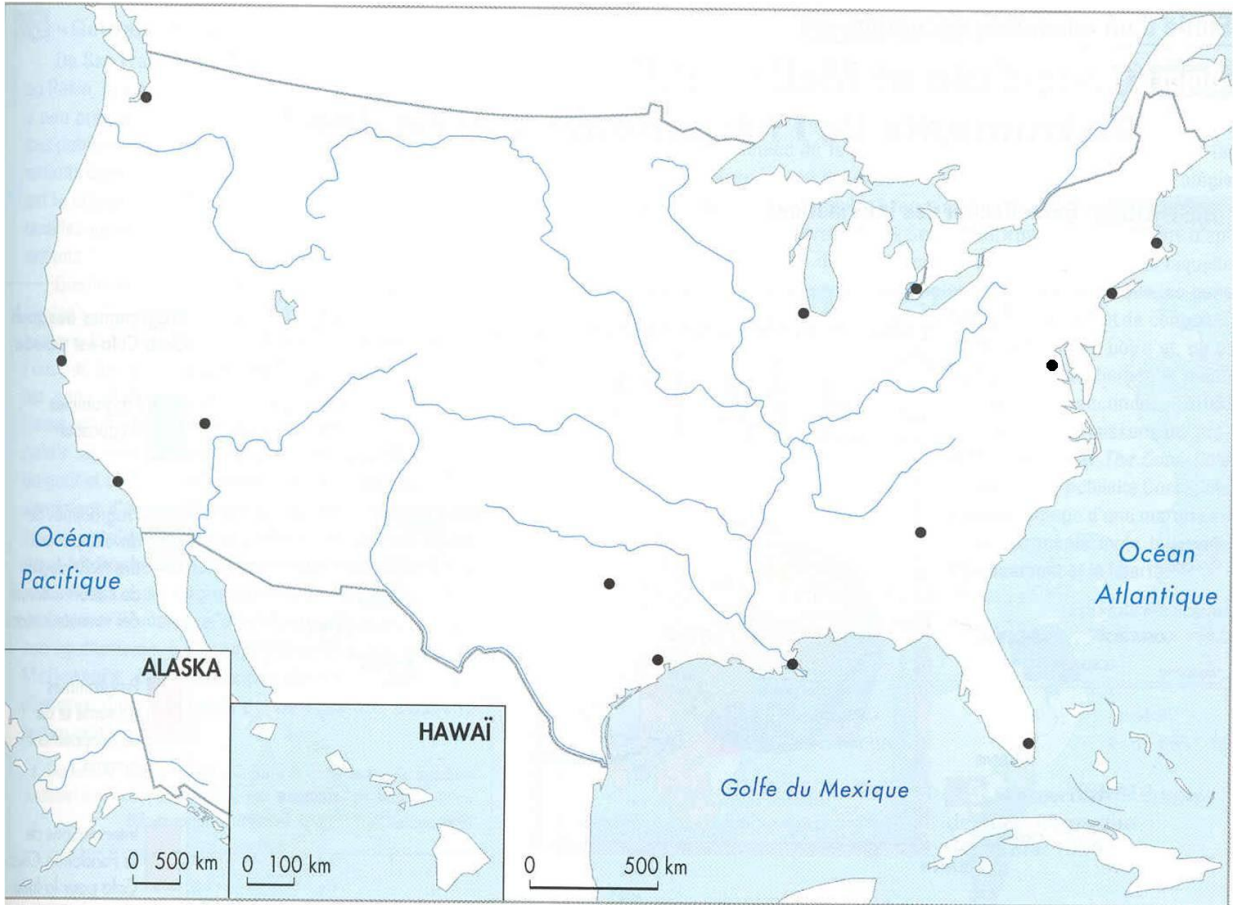 Océan
Pacifique
Océan
Atlantique
ALASKA
HAWAÏ
Golfe du Mexique
0 500 km
0 100 km
0 500 km